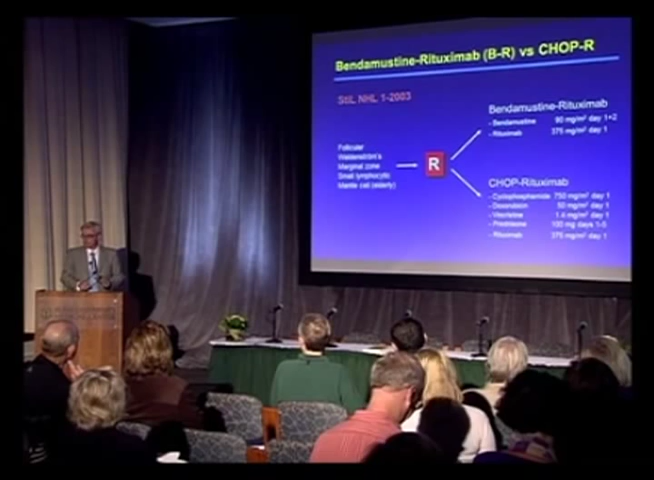 Bendamustine-Rituximab (B-R) vs CHOP-R
StiL NHL 1-2003
Bendamustine-Rituximab
- Bendamustine 90 mg/m² day 1+2
- Rituximab 375 mg/m² day 1
Follicular
Waldenström's
Marginal zone
Small lymphocytic
Mantle cell (elderly)
R
CHOP-Rituximab
- Cyclophosphamide 750 mg/m² day 1
- Doxorubicin 50 mg/m² day 1
- Vincristine 1.4 mg/m² day 1
- Prednisone 100 mg days 1-5
- Rituximab 375 mg/m² day 1